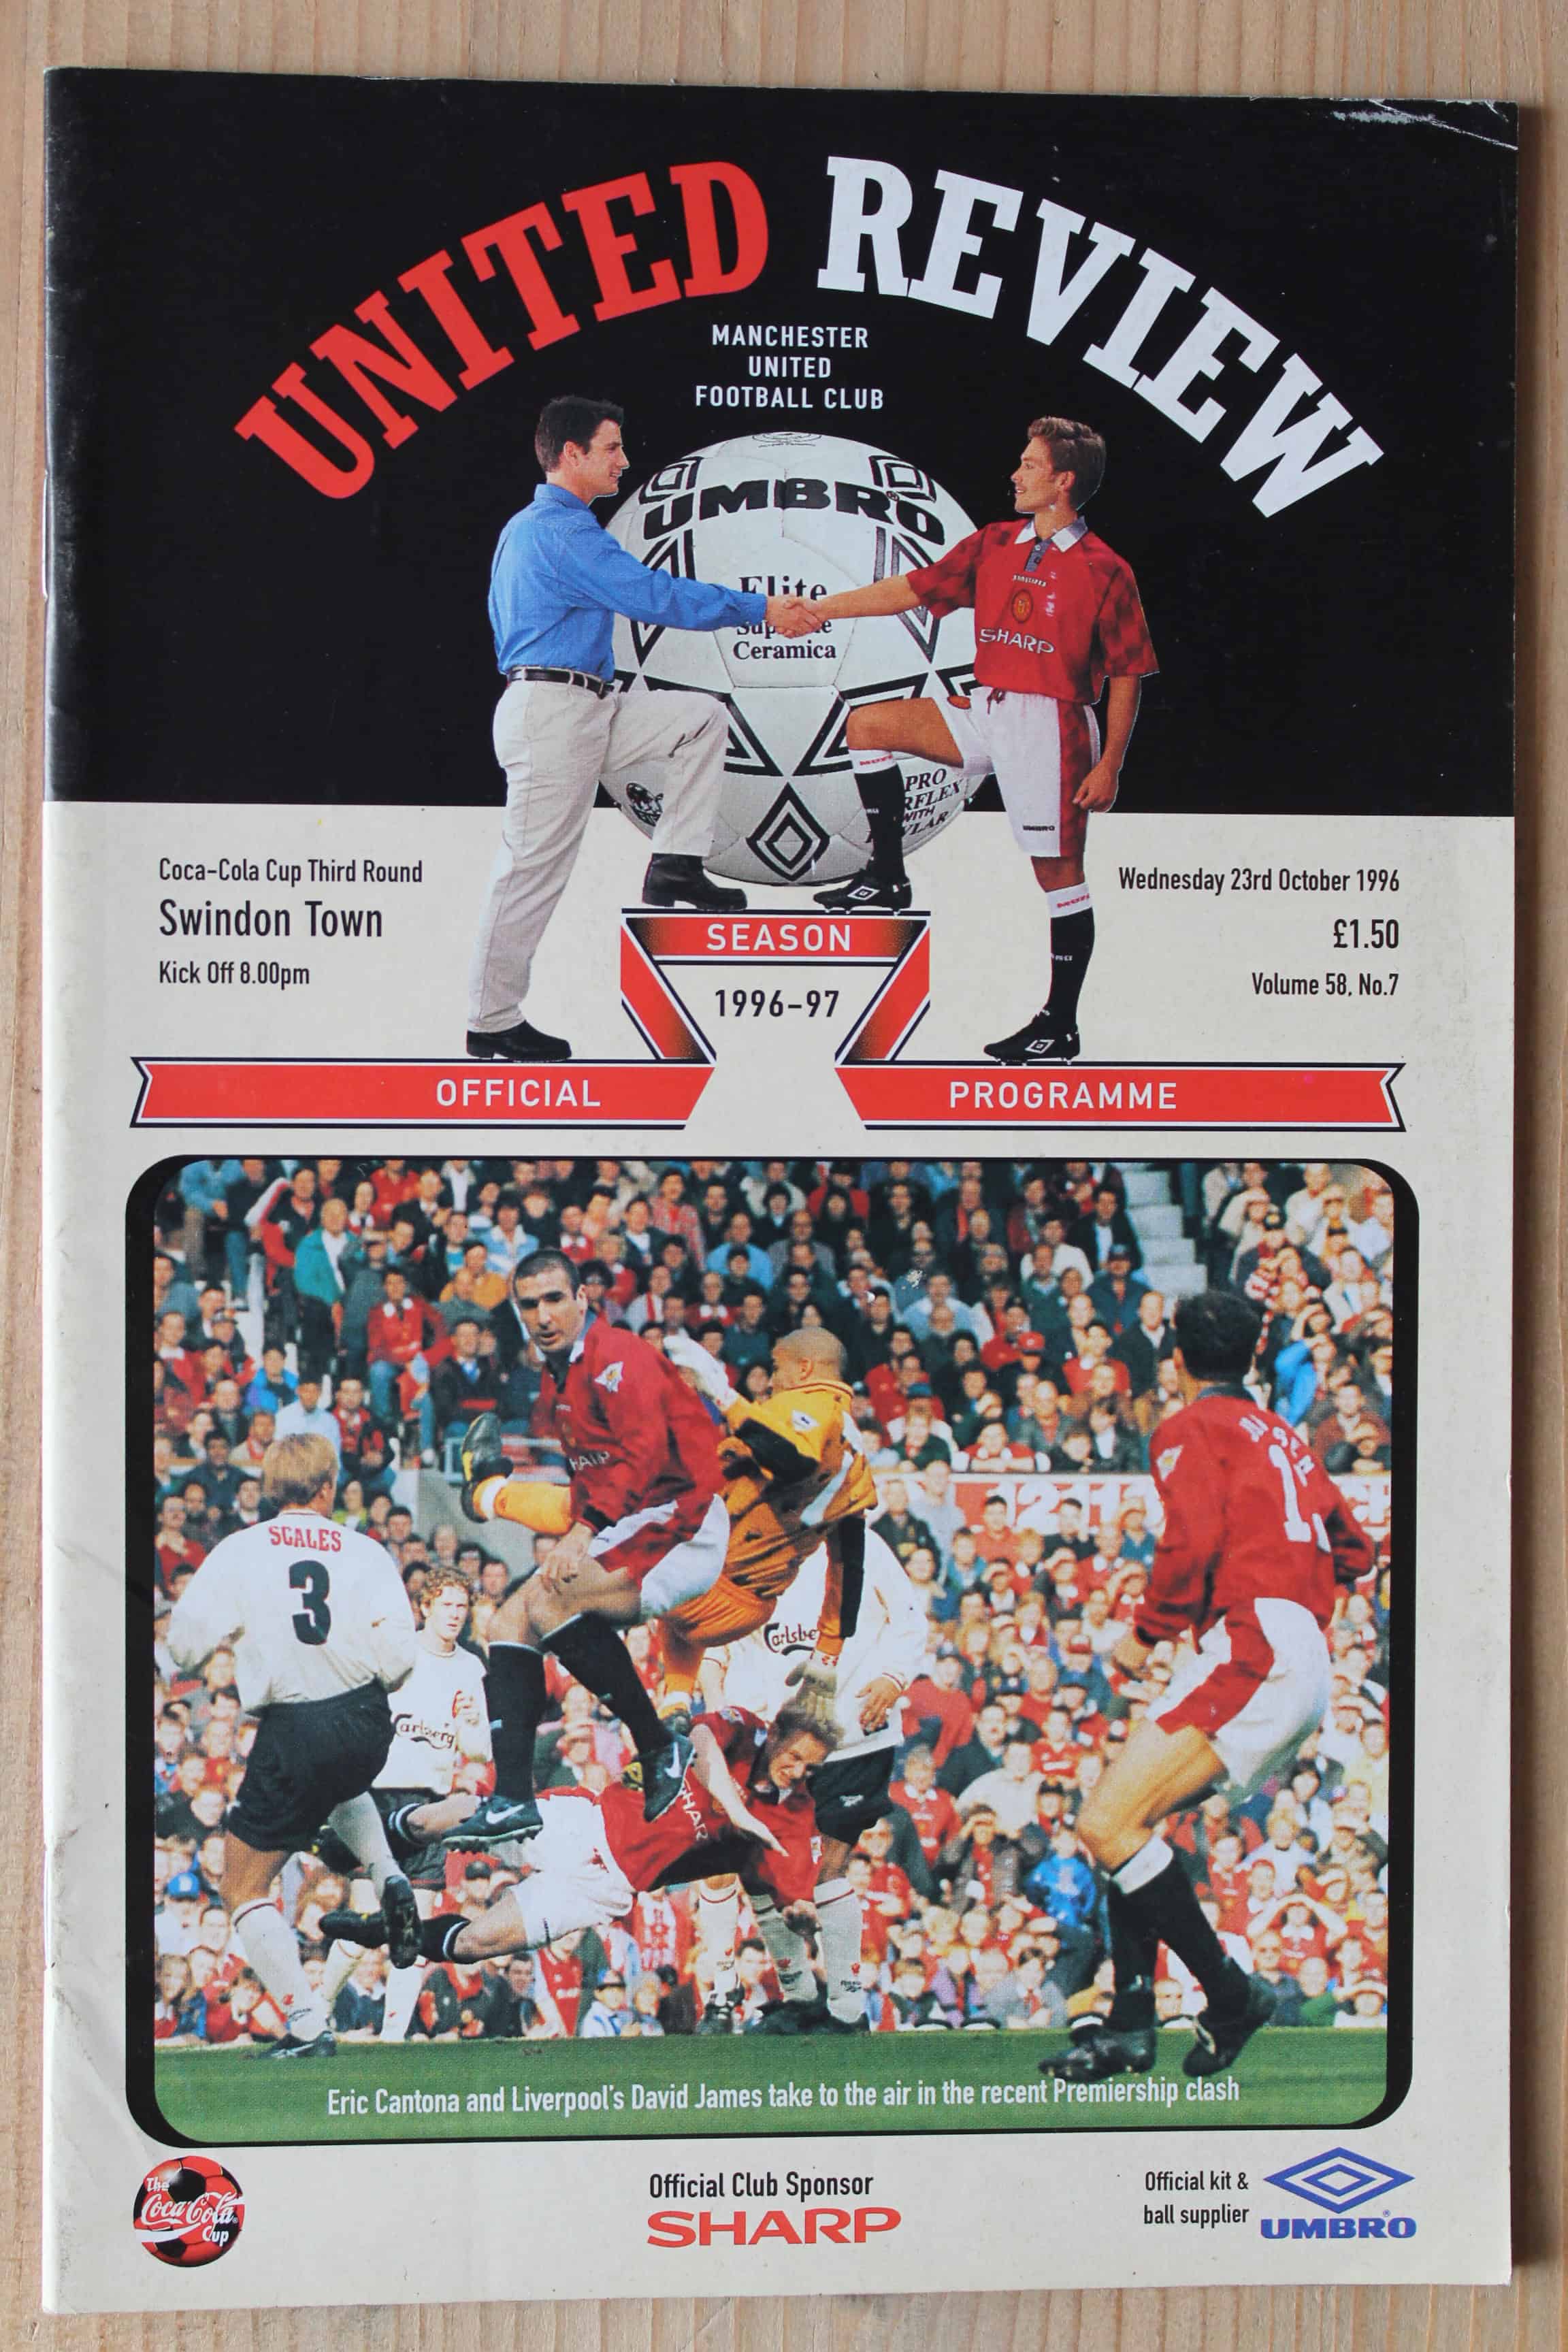 UNITED REVIEW
MANCHESTER
UNITED
FOOTBALL CLUB
UMBRO
Elite
Ceramica
SHARP
PRO
WITH
UMBRO
Coca-Cola Cup Third Round
Swindon Town
Kick Off 8.00pm
Wednesday 23rd October 1996
£1.50
Volume 58, No.7
SEASON
1996-97
OFFICIAL PROGRAMME
SCALES
3
Carlsberg
Eric Cantona and Liverpool's David James take to the air in the recent Premiership clash
The
Coca-Cola
Cup
Official Club Sponsor
SHARP
Official kit &
ball supplier
UMBRO